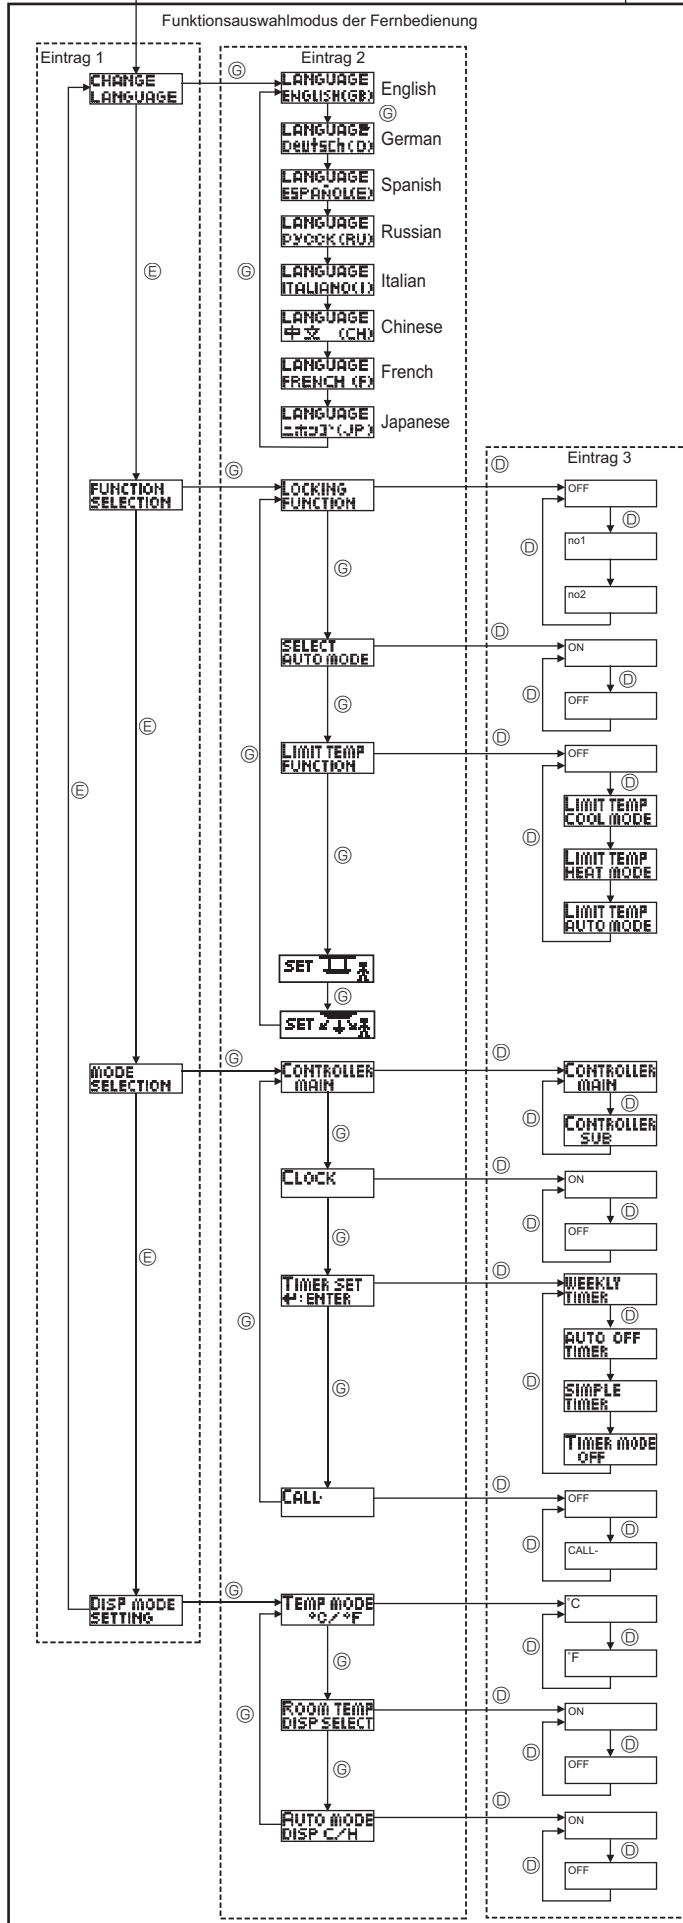 Funktionsauswahlmodus der Fernbedienung
Eintrag 1
CHANGE
LANGUAGE
Ⓔ
Ⓔ
Ⓔ
Ⓔ
FUNCTION
SELECTION
MODE
SELECTION
DISP MODE
SETTING
Ⓖ
Ⓖ
Ⓖ
Ⓖ
Eintrag 2
LANGUAGE
ENGLISH(GB)
English
Ⓖ
LANGUAGE
Deutsch(D)
German
LANGUAGE
ESPAÑOL(E)
Spanish
LANGUAGE
РУССК(RU)
Russian
Ⓖ
LANGUAGE
ITALIANO(I)
Italian
LANGUAGE
中文 (CH)
Chinese
LANGUAGE
FRENCH (F)
French
LANGUAGE
ニホンゴ(JP)
Japanese
LOCKING
FUNCTION
Ⓖ
SELECT
AUTO MODE
Ⓖ
Ⓖ
LIMIT TEMP
FUNCTION
Ⓖ
SET
Ⓖ
SET
CONTROLLER
MAIN
Ⓖ
CLOCK
Ⓖ
TIMER SET
↵:ENTER
Ⓖ
Ⓖ
CALL-
TEMP MODE
°C/°F
Ⓖ
ROOM TEMP
DISP SELECT
Ⓖ
Ⓖ
AUTO MODE
DISP C/H
Eintrag 3
Ⓓ
OFF
Ⓓ
Ⓓ
no1
no2
Ⓓ
ON
Ⓓ
Ⓓ
OFF
Ⓓ
OFF
Ⓓ
LIMIT TEMP
COOL MODE
Ⓓ
LIMIT TEMP
HEAT MODE
LIMIT TEMP
AUTO MODE
Ⓓ
CONTROLLER
MAIN
Ⓓ
Ⓓ
CONTROLLER
SUB
Ⓓ
ON
Ⓓ
Ⓓ
OFF
Ⓓ
WEEKLY
TIMER
Ⓓ
AUTO OFF
TIMER
Ⓓ
SIMPLE
TIMER
TIMER MODE
OFF
Ⓓ
OFF
Ⓓ
Ⓓ
CALL-
Ⓓ
°C
Ⓓ
Ⓓ
°F
Ⓓ
ON
Ⓓ
Ⓓ
OFF
Ⓓ
ON
Ⓓ
Ⓓ
OFF